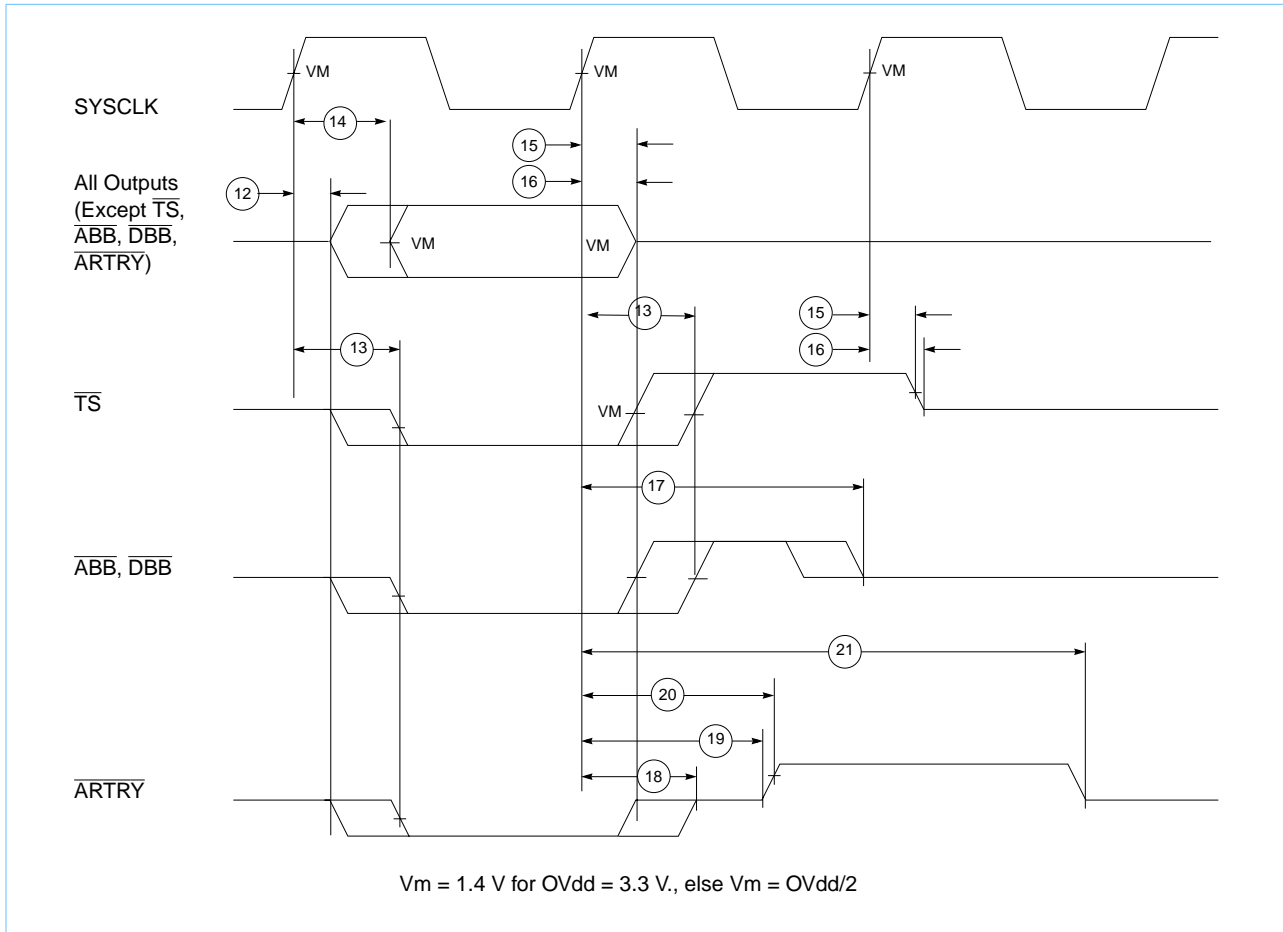 VM
VM
VM
SYSCLK
14
15
16
12
All Outputs
(Except TS,
ABB, DBB,
ARTRY)
VM
VM
13
15
13
16
TS
VM
17
ABB, DBB
21
20
19
18
ARTRY
Vm = 1.4 V for OVdd = 3.3 V., else Vm = OVdd/2